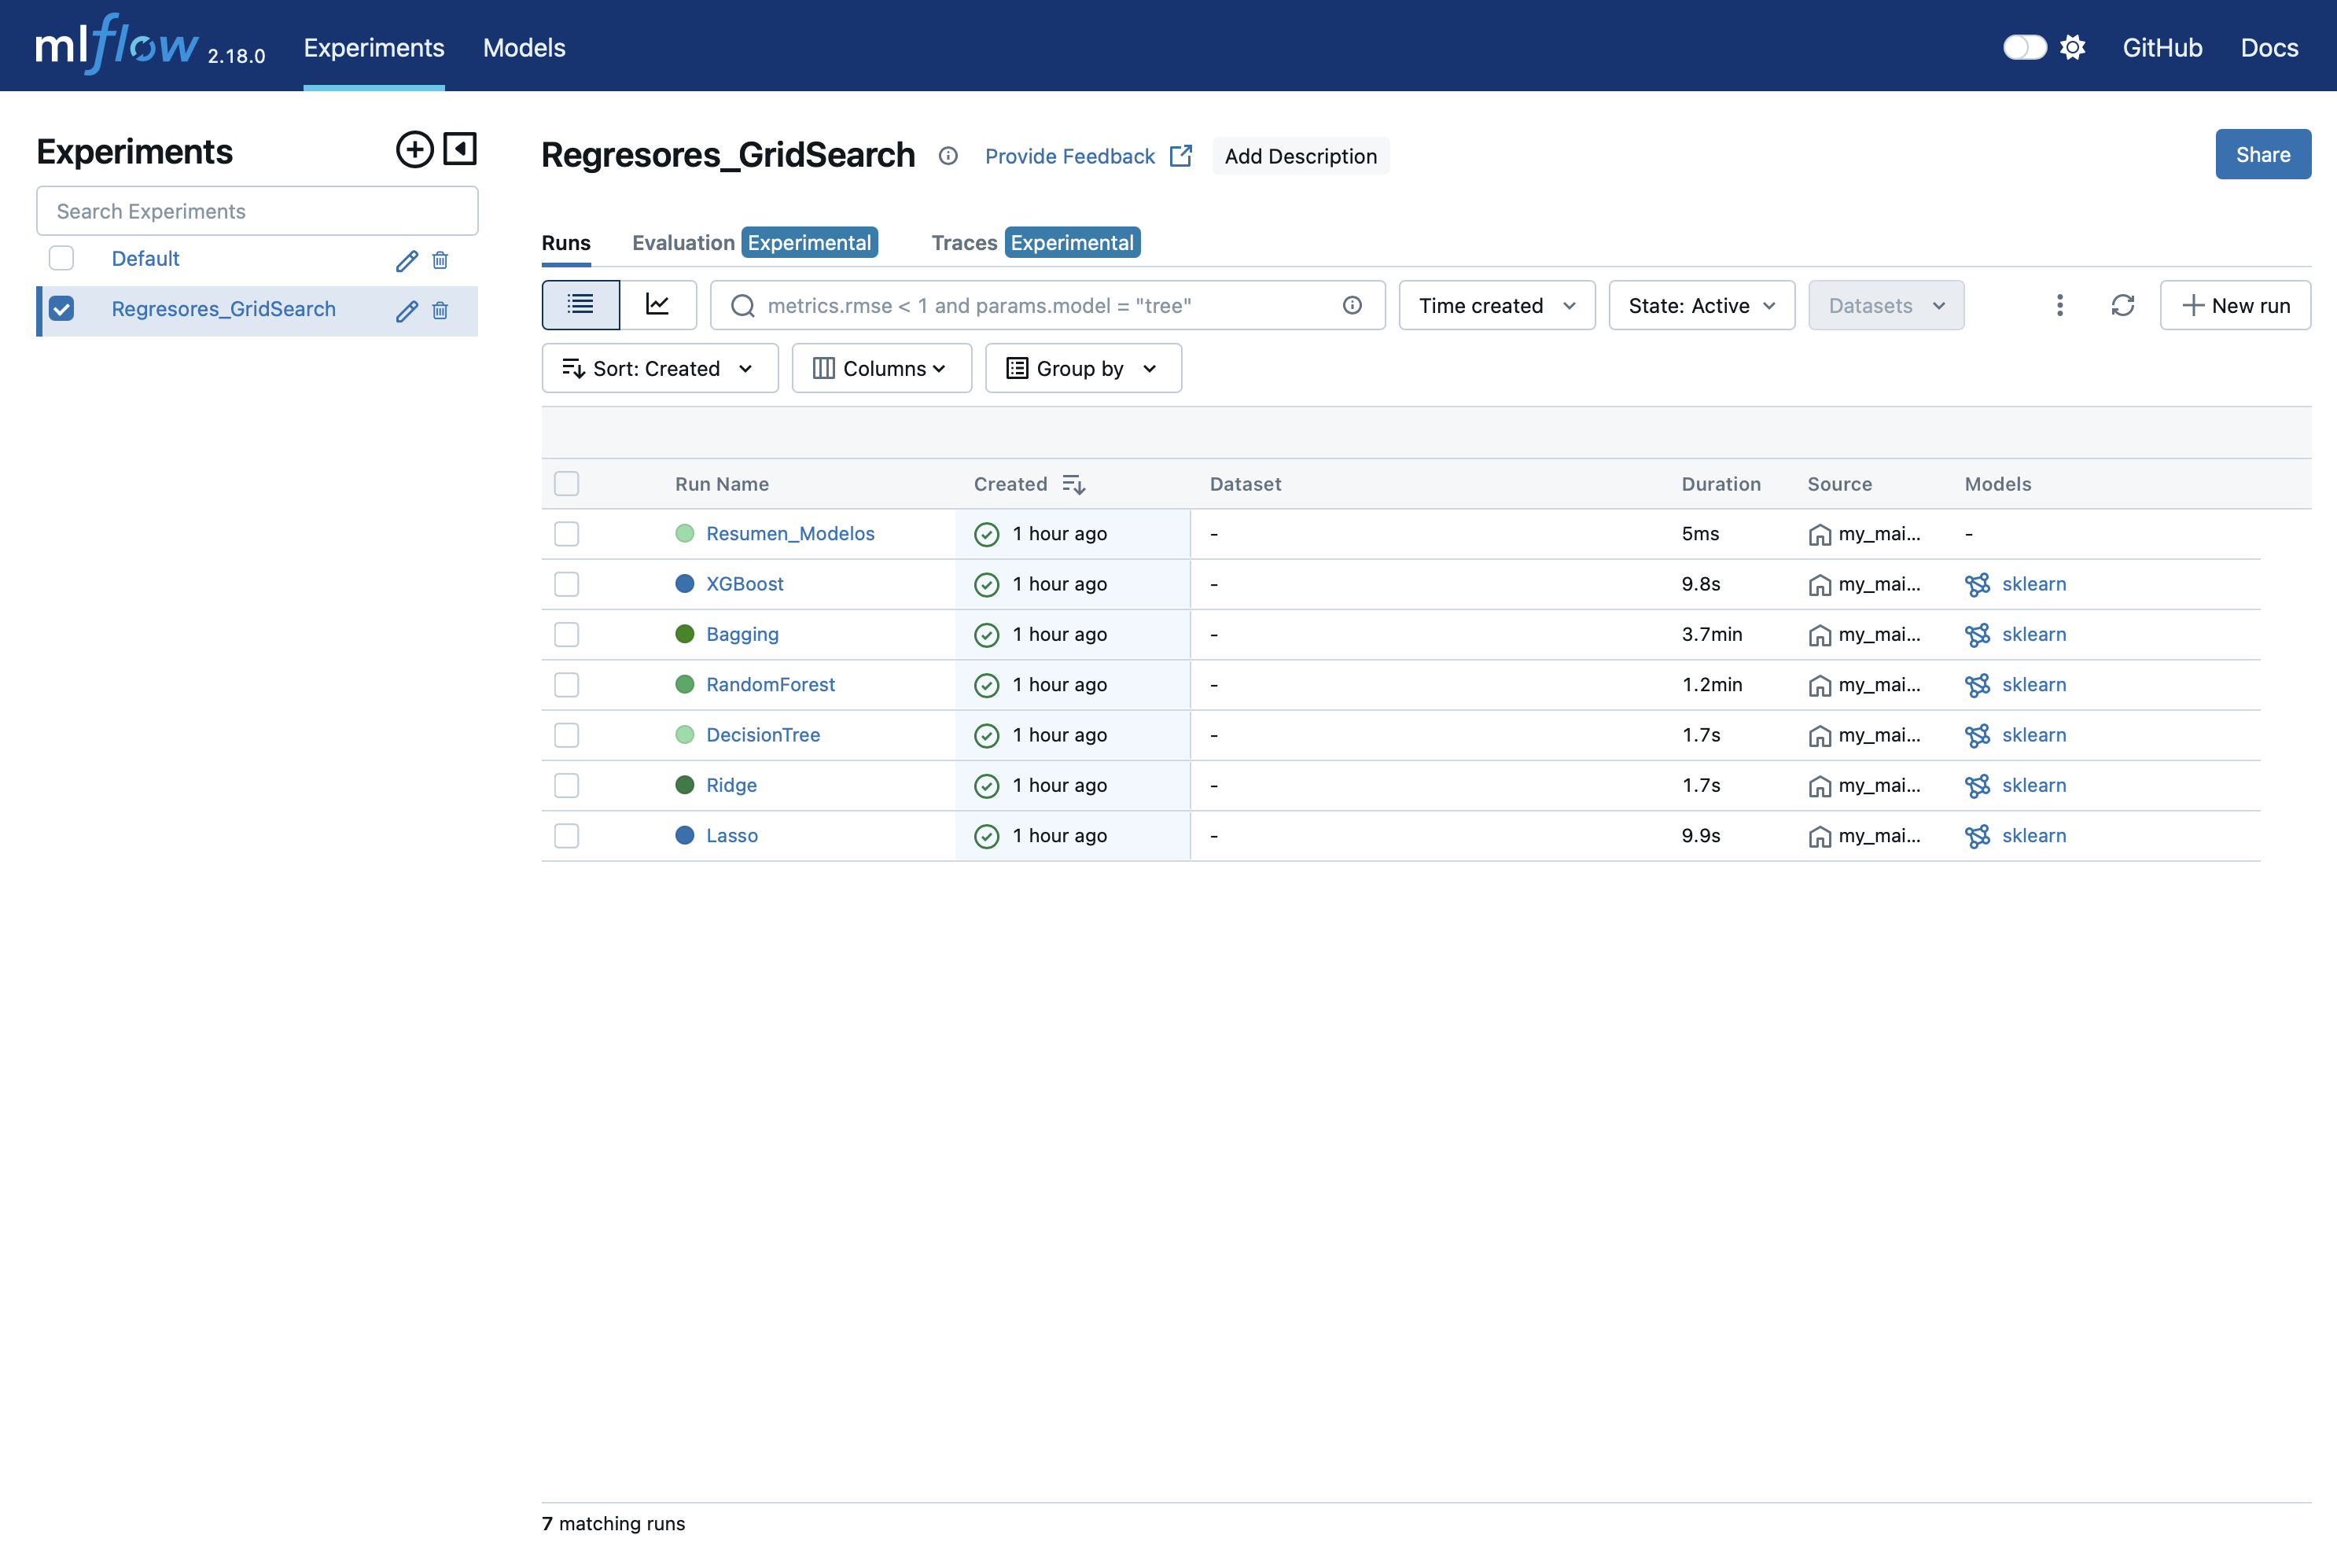 mlflow 2.18.0 Experiments Models GitHub Docs
Experiments
Search Experiments
Default
Regresores_GridSearch
Regresores_GridSearch Provide Feedback Add Description Share
Runs Evaluation Experimental Traces Experimental
metrics.rmse < 1 and params.model = "tree" Time created State: Active Datasets New run
Sort: Created Columns Group by
Run Name Created Dataset Duration Source Models
Resumen_Modelos 1 hour ago - 5ms my_mai... -
XGBoost 1 hour ago - 9.8s my_mai... sklearn
Bagging 1 hour ago - 3.7min my_mai... sklearn
RandomForest 1 hour ago - 1.2min my_mai... sklearn
DecisionTree 1 hour ago - 1.7s my_mai... sklearn
Ridge 1 hour ago - 1.7s my_mai... sklearn
Lasso 1 hour ago - 9.9s my_mai... sklearn
7 matching runs